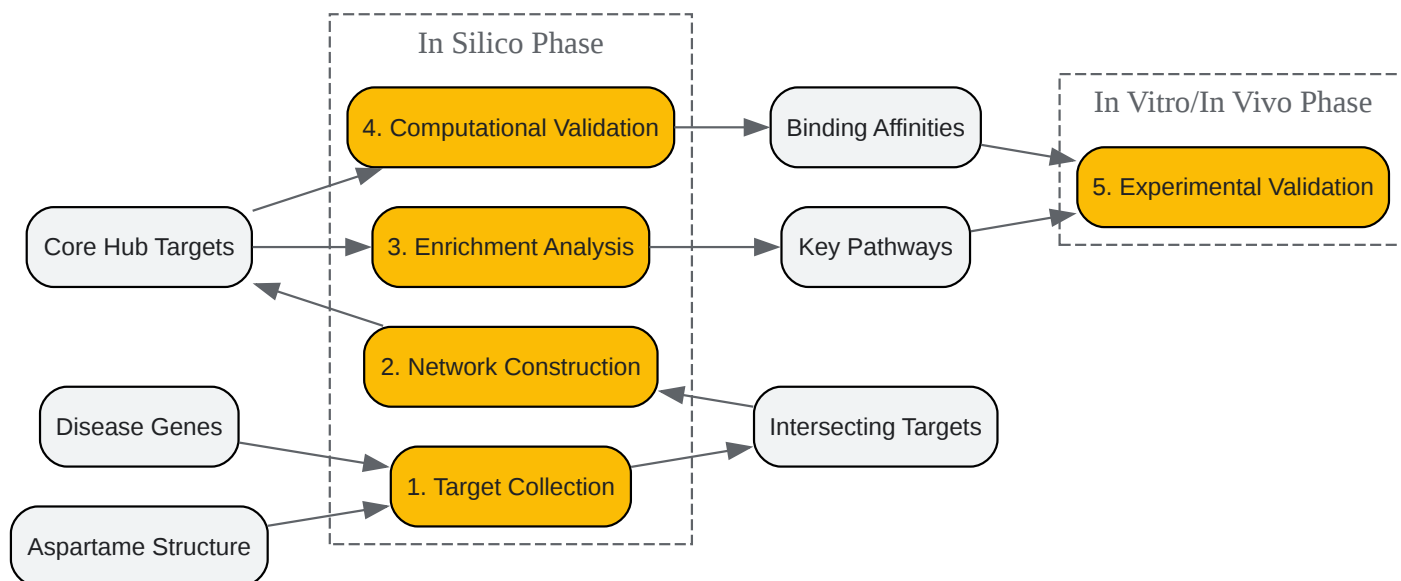 In Silico Phase
4. Computational Validation
Binding Affinities
In Vitro/In Vivo Phase
5. Experimental Validation
Core Hub Targets
3. Enrichment Analysis
Key Pathways
2. Network Construction
Disease Genes
Intersecting Targets
1. Target Collection
Aspartame Structure